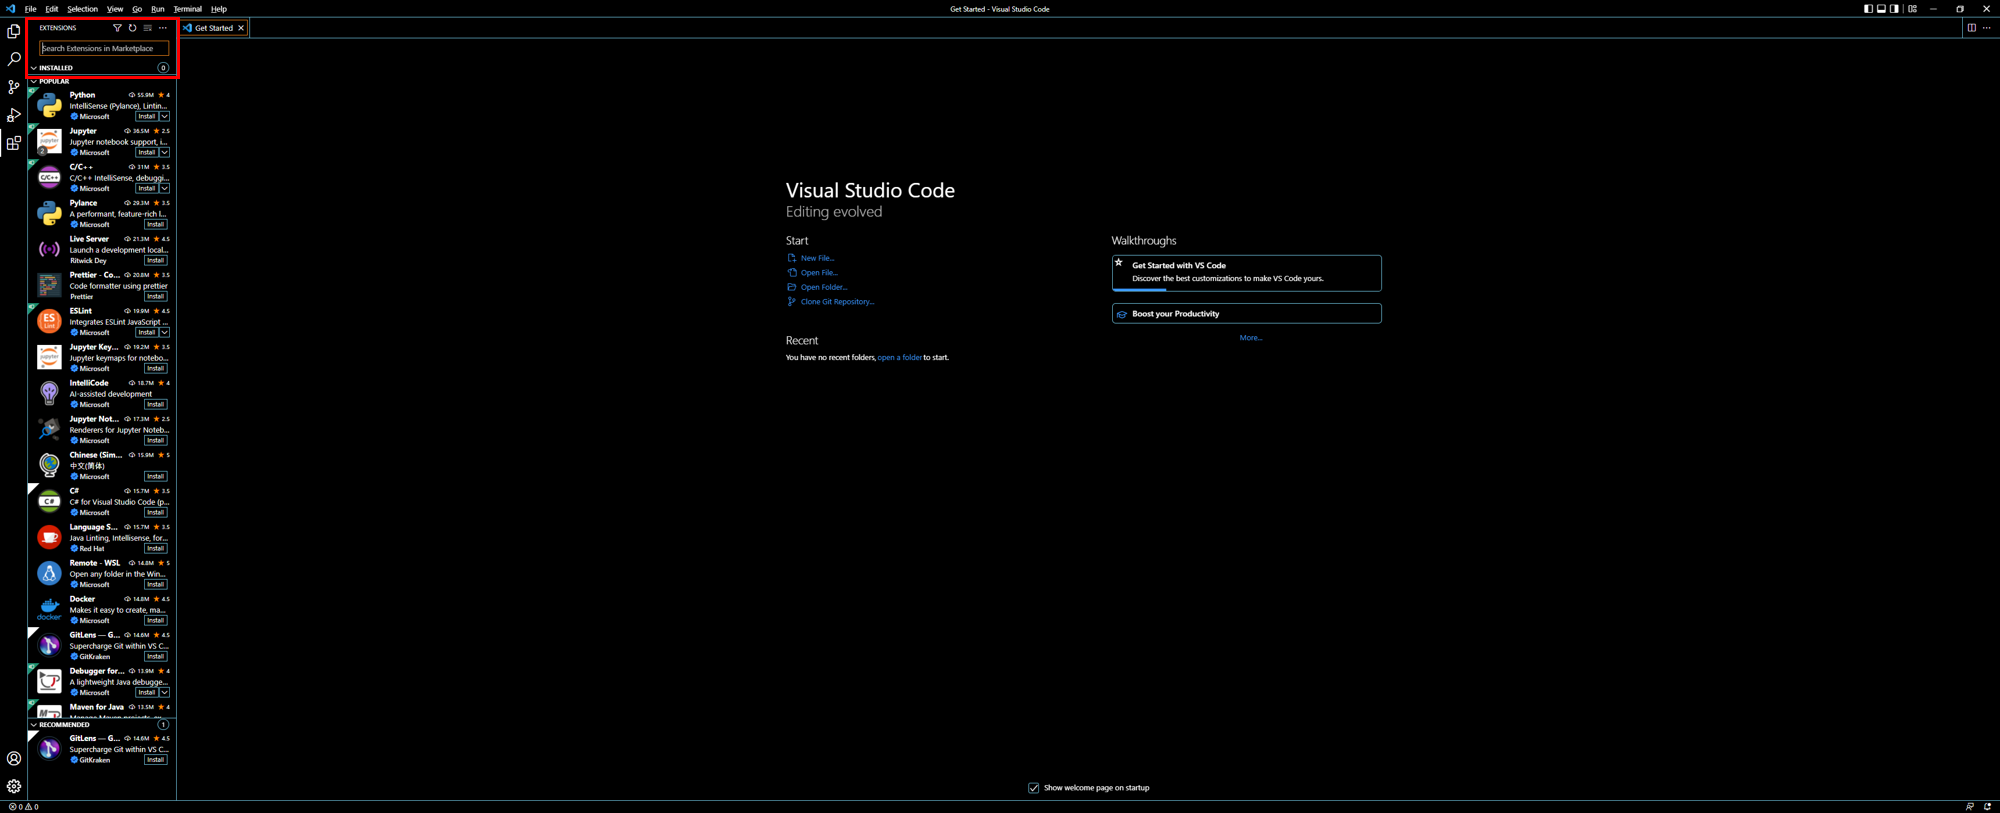 File Edit Selection View Go Run Terminal Help
Get Started - Visual Studio Code
EXTENSIONS
Search Extensions in Marketplace
INSTALLED 0
POPULAR
Python 55.9M 4
IntelliSense (Pylance), Lintin...
Microsoft Install
Jupyter 36.5M 2.5
Jupyter notebook support, i...
Microsoft Install
C/C++ 31M 3.5
C/C++ IntelliSense, debuggi...
Microsoft Install
Pylance 29.3M 3.5
A performant, feature-rich l...
Microsoft Install
Live Server 21.3M 4.5
Launch a development local...
Ritwick Dey Install
Prettier - Co... 20.8M 3.5
Code formatter using prettier
Prettier Install
ESLint 19.9M 4.5
Integrates ESLint JavaScript ...
Microsoft Install
Jupyter Key... 19.2M 3.5
Jupyter keymaps for notebo...
Microsoft Install
IntelliCode 18.7M 4
AI-assisted development
Microsoft Install
Jupyter Not... 17.3M 2.5
Renderers for Jupyter Noteb...
Microsoft Install
Chinese (Sim... 15.9M 5
中文(简体)
Microsoft Install
C# 15.7M 3.5
C# for Visual Studio Code (p...
Microsoft Install
Language S... 15.7M 3.5
Java Linting, Intellisense, for...
Red Hat Install
Remote - WSL 14.8M 5
Open any folder in the Win...
Microsoft Install
Docker 14.8M 4.5
Makes it easy to create, ma...
Microsoft Install
GitLens — G... 14.6M 4.5
Supercharge Git within VS C...
GitKraken Install
Debugger for... 13.9M 4
A lightweight Java debugge...
Microsoft Install
Maven for Java 13.5M 4
RECOMMENDED 1
GitLens — G... 14.6M 4.5
Supercharge Git within VS C...
GitKraken Install
Get Started
Visual Studio Code
Editing evolved
Start
New File...
Open File...
Open Folder...
Clone Git Repository...
Recent
You have no recent folders, open a folder to start.
Walkthroughs
Get Started with VS Code
Discover the best customizations to make VS Code yours.
Boost your Productivity
More...
Show welcome page on startup
0 0